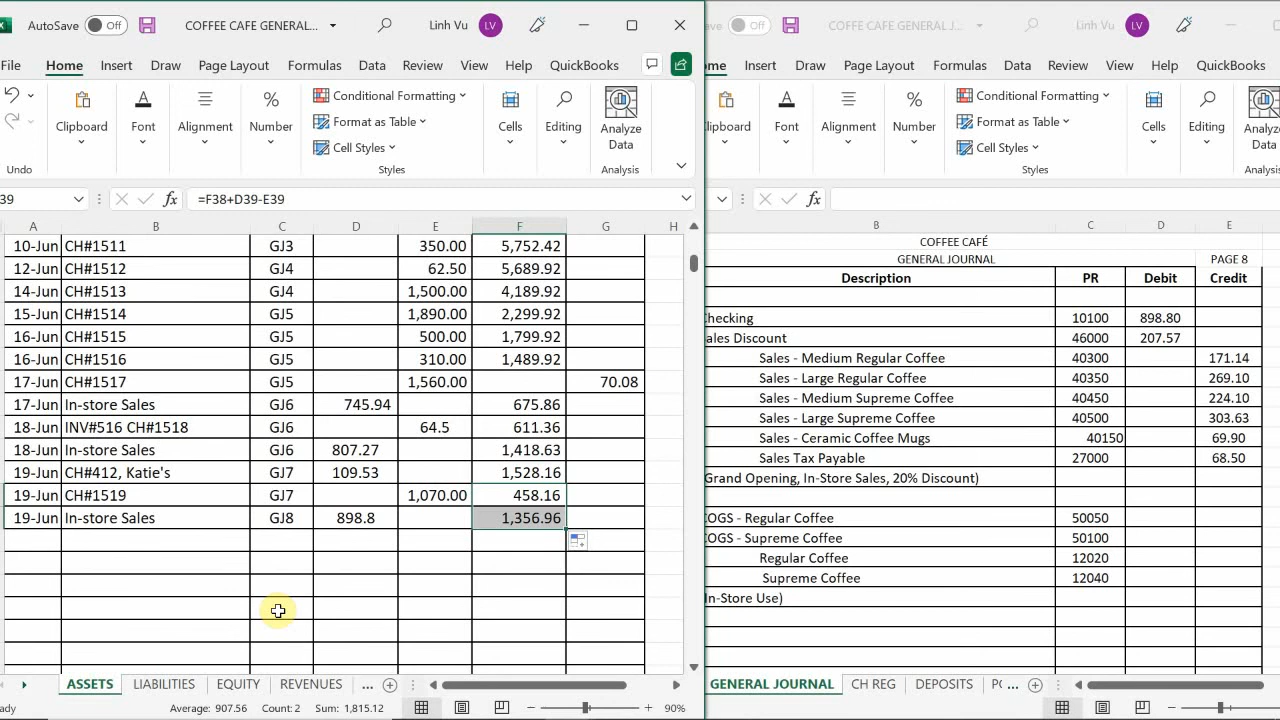 AutoSave Off COFFEE CAFE GENERAL... Linh Vu LV
File Home Insert Draw Page Layout Formulas Data Review View Help QuickBooks
Clipboard Font Alignment Number Conditional Formatting Format as Table Cell Styles Cells Editing Analyze Data
Undo Styles Analysis
39 fx =F38+D39-E39
A B C D E F G H
10-Jun CH#1511 GJ3 350.00 5,752.42
12-Jun CH#1512 GJ4 62.50 5,689.92
14-Jun CH#1513 GJ4 1,500.00 4,189.92
15-Jun CH#1514 GJ5 1,890.00 2,299.92
16-Jun CH#1515 GJ5 500.00 1,799.92
16-Jun CH#1516 GJ5 310.00 1,489.92
17-Jun CH#1517 GJ5 1,560.00 70.08
17-Jun In-store Sales GJ6 745.94 675.86
18-Jun INV#516 CH#1518 GJ6 64.5 611.36
18-Jun In-store Sales GJ6 807.27 1,418.63
19-Jun CH#412, Katie's GJ7 109.53 1,528.16
19-Jun CH#1519 GJ7 1,070.00 458.16
19-Jun In-store Sales GJ8 898.8 1,356.96
ASSETS LIABILITIES EQUITY REVENUES ...
ady Average: 907.56 Count: 2 Sum: 1,815.12 90%
ave Off COFFEE CAFE GENERAL J... Linh Vu LV
ome Insert Draw Page Layout Formulas Data Review View Help QuickBooks
lipboard Font Alignment Number Conditional Formatting Format as Table Cell Styles Cells Editing Analyz Data
Styles Analysis
fx
B C D E
COFFEE CAFÉ
GENERAL JOURNAL PAGE 8
Description PR Debit Credit
Checking 10100 898.80
ales Discount 46000 207.57
Sales - Medium Regular Coffee 40300 171.14
Sales - Large Regular Coffee 40350 269.10
Sales - Medium Supreme Coffee 40450 224.10
Sales - Large Supreme Coffee 40500 303.63
Sales - Ceramic Coffee Mugs 40150 69.90
Sales Tax Payable 27000 68.50
Grand Opening, In-Store Sales, 20% Discount)
COGS - Regular Coffee 50050
COGS - Supreme Coffee 50100
Regular Coffee 12020
Supreme Coffee 12040
In-Store Use)
GENERAL JOURNAL CH REG DEPOSITS PC ...